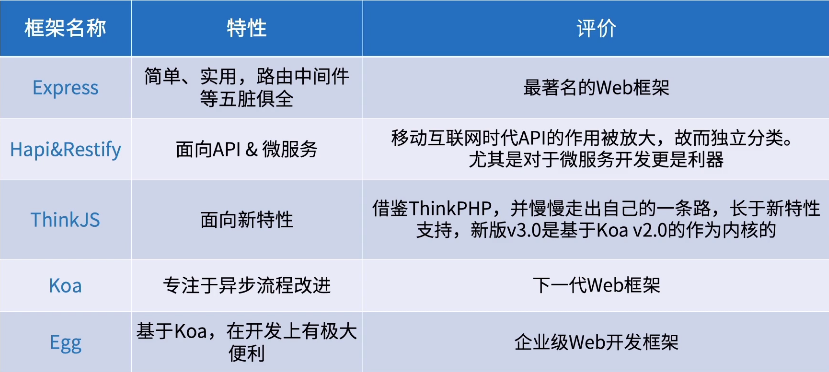 框架名称 特性 评价
Express 简单、实用，路由中间件 最著名的Web框架
等五脏俱全
Hapi&Restify 面向API & 微服务 移动互联网时代API的作用被放大，故而独立分类。
尤其是对于微服务开发更是利器
ThinkJS 面向新特性 借鉴ThinkPHP，并慢慢走出自己的一条路，长于新特性
支持，新版v3.0是基于Koa v2.0的作为内核的
Koa 专注于异步流程改进 下一代Web框架
Egg 基于Koa，在开发上有极大 企业级Web开发框架
便利